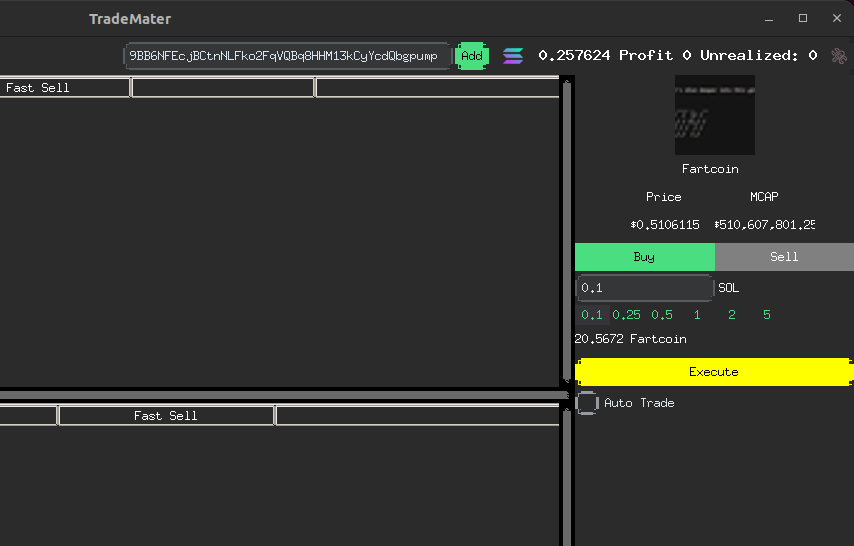 TradeMater
9BB6NFEcjBCtnNLFko2FqVQBq8HHM13kCyYcdQbgpump
Add
0.257624 Profit 0 Unrealized: 0
Fast Sell
Fartcoin
Price MCAP
$0.5106115 $510,607,801.25
Buy Sell
0.1 SOL
0.1 0.25 0.5 1 2 5
20.5672 Fartcoin
Execute
Auto Trade
Fast Sell